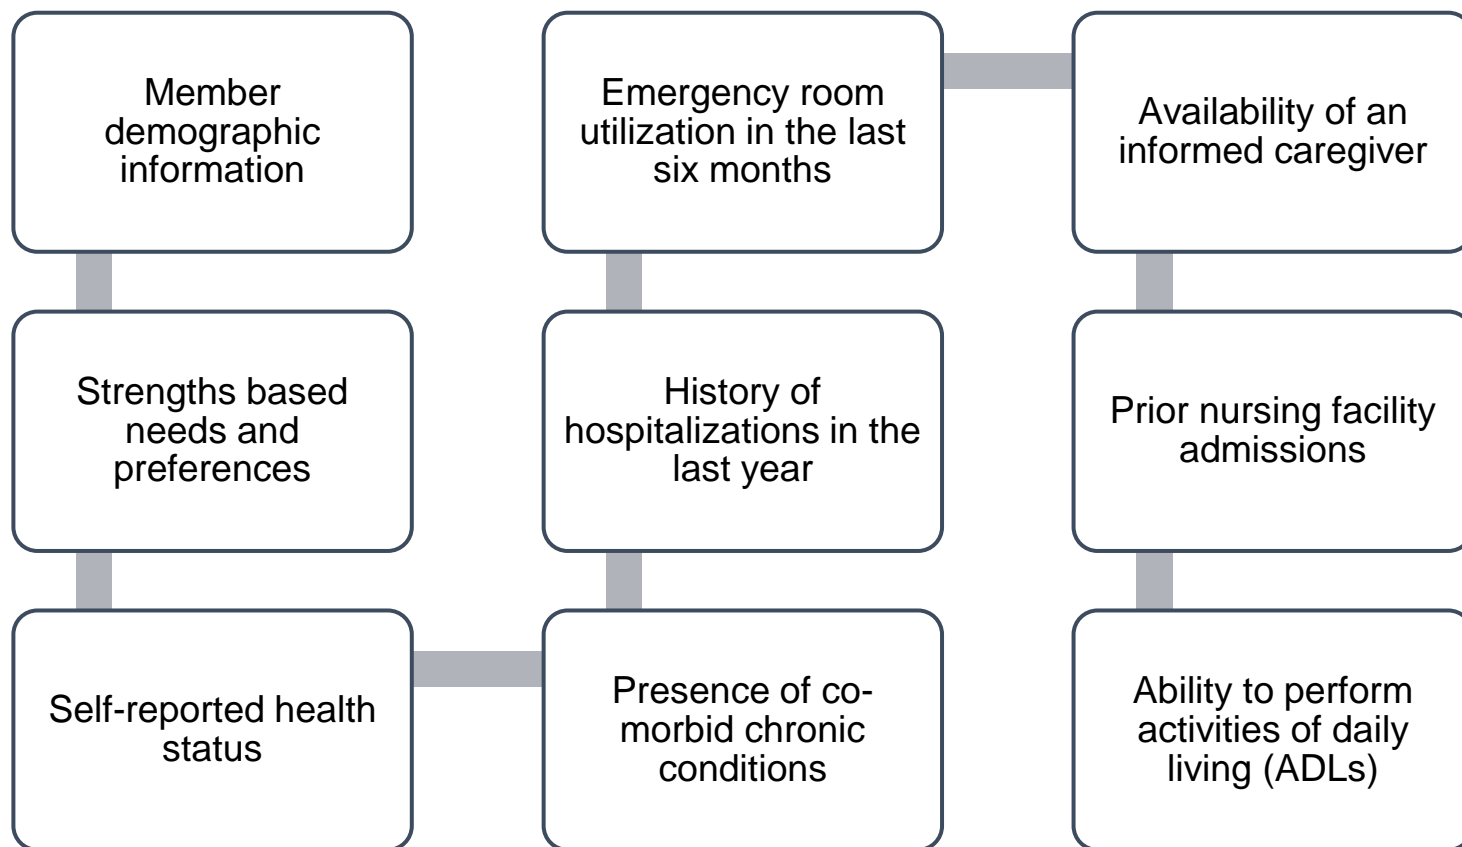 Member
demographic
information
Strengths based
needs and
preferences
Self-reported health
status
Presence of co-
morbid chronic
conditions
History of
hospitalizations in the
last year
Emergency room
utilization in the last
six months
Availability of an
informed caregiver
Prior nursing facility
admissions
Ability to perform
activities of daily
living (ADLs)